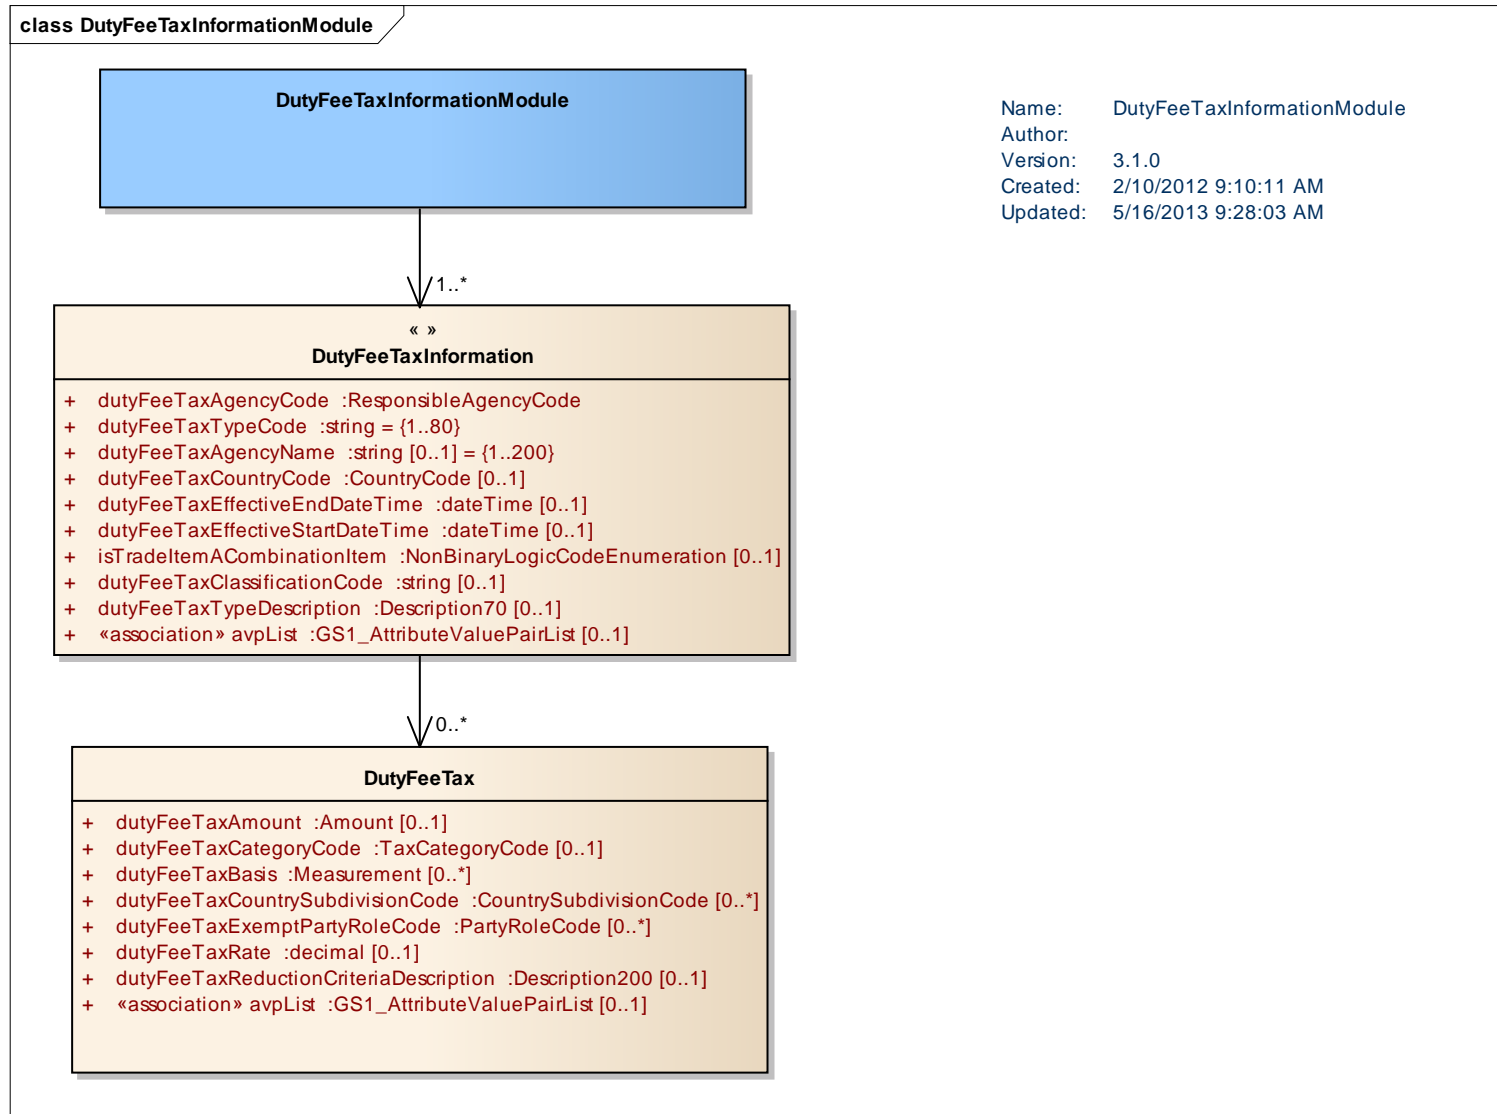 class DutyFeeTaxInformationModule
DutyFeeTaxInformationModule
Name: DutyFeeTaxInformationModule
Author:
Version: 3.1.0
Created: 2/10/2012 9:10:11 AM
Updated: 5/16/2013 9:28:03 AM
1..*
« »
DutyFeeTaxInformation
+ dutyFeeTaxAgencyCode :ResponsibleAgencyCode
+ dutyFeeTaxTypeCode :string = {1..80}
+ dutyFeeTaxAgencyName :string [0..1] = {1..200}
+ dutyFeeTaxCountryCode :CountryCode [0..1]
+ dutyFeeTaxEffectiveEndDateTime :dateTime [0..1]
+ dutyFeeTaxEffectiveStartDateTime :dateTime [0..1]
+ isTradeItemACombinationItem :NonBinaryLogicCodeEnumeration [0..1]
+ dutyFeeTaxClassificationCode :string [0..1]
+ dutyFeeTaxTypeDescription :Description70 [0..1]
+ «association» avpList :GS1_AttributeValuePairList [0..1]
0..*
DutyFeeTax
+ dutyFeeTaxAmount :Amount [0..1]
+ dutyFeeTaxCategoryCode :TaxCategoryCode [0..1]
+ dutyFeeTaxBasis :Measurement [0..*]
+ dutyFeeTaxCountrySubdivisionCode :CountrySubdivisionCode [0..*]
+ dutyFeeTaxExemptPartyRoleCode :PartyRoleCode [0..*]
+ dutyFeeTaxRate :decimal [0..1]
+ dutyFeeTaxReductionCriteriaDescription :Description200 [0..1]
+ «association» avpList :GS1_AttributeValuePairList [0..1]